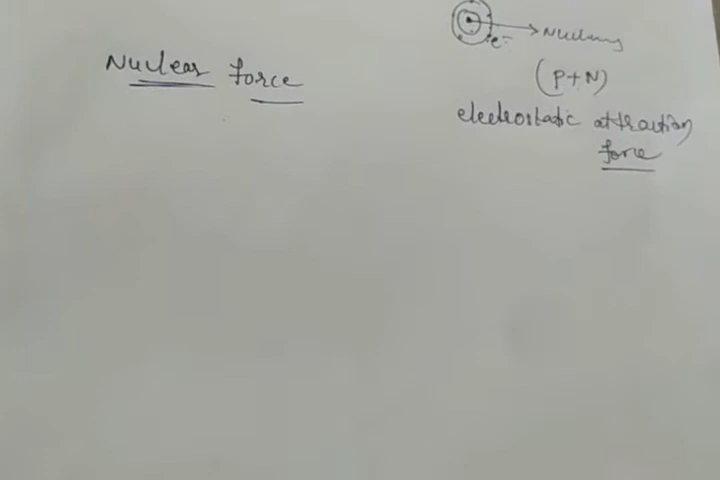 Nuclear force
Nucleus
e-
(P+N)
electrostatic attraction
force